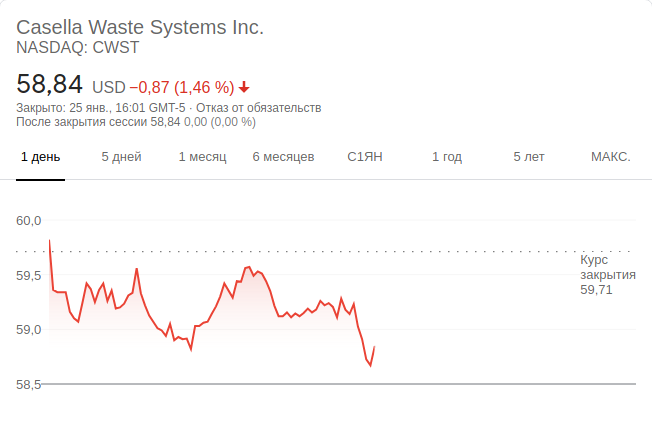 Casella Waste Systems Inc.
NASDAQ: CWST
58,84 USD −0,87 (1,46 %)
Закрыто: 25 янв., 16:01 GMT-5 · Отказ от обязательств
После закрытия сессии 58,84 0,00 (0,00 %)
1 день 5 дней 1 месяц 6 месяцев С1ЯН 1 год 5 лет МАКС.
60,0
59,5
59,0
58,5
Курс
закрытия
59,71